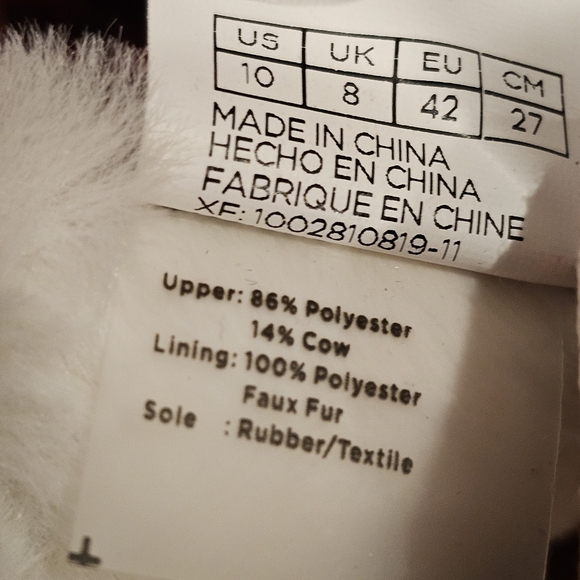 US UK EU CM
10 8 42 27
MADE IN CHINA
HECHO EN CHINA
FABRIQUE EN CHINE
XF: 1002810819-11
Upper: 86% Polyester
14% Cow
Lining: 100% Polyester
Faux Fur
Sole : Rubber/Textile